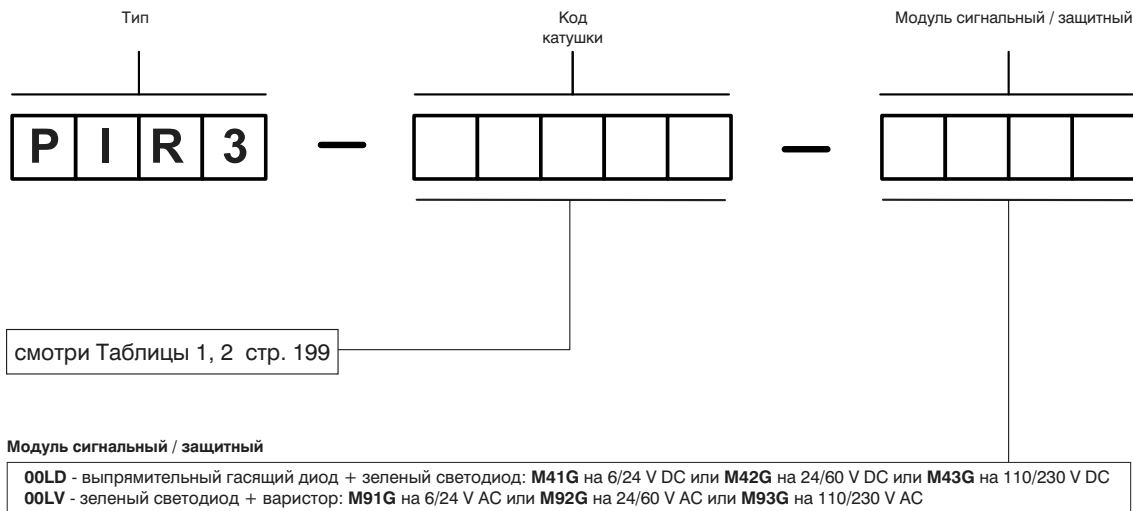 Тип
Код
катушки
Модуль сигнальный / защитный
P I R 3 — —
смотри Таблицы 1, 2 стр. 199
Модуль сигнальный / защитный
00LD - выпрямительный гасящий диод + зеленый светодиод: M41G на 6/24 V DC или M42G на 24/60 V DC или M43G на 110/230 V DC
00LV - зеленый светодиод + варистор: M91G на 6/24 V AC или M92G на 24/60 V AC или M93G на 110/230 V AC